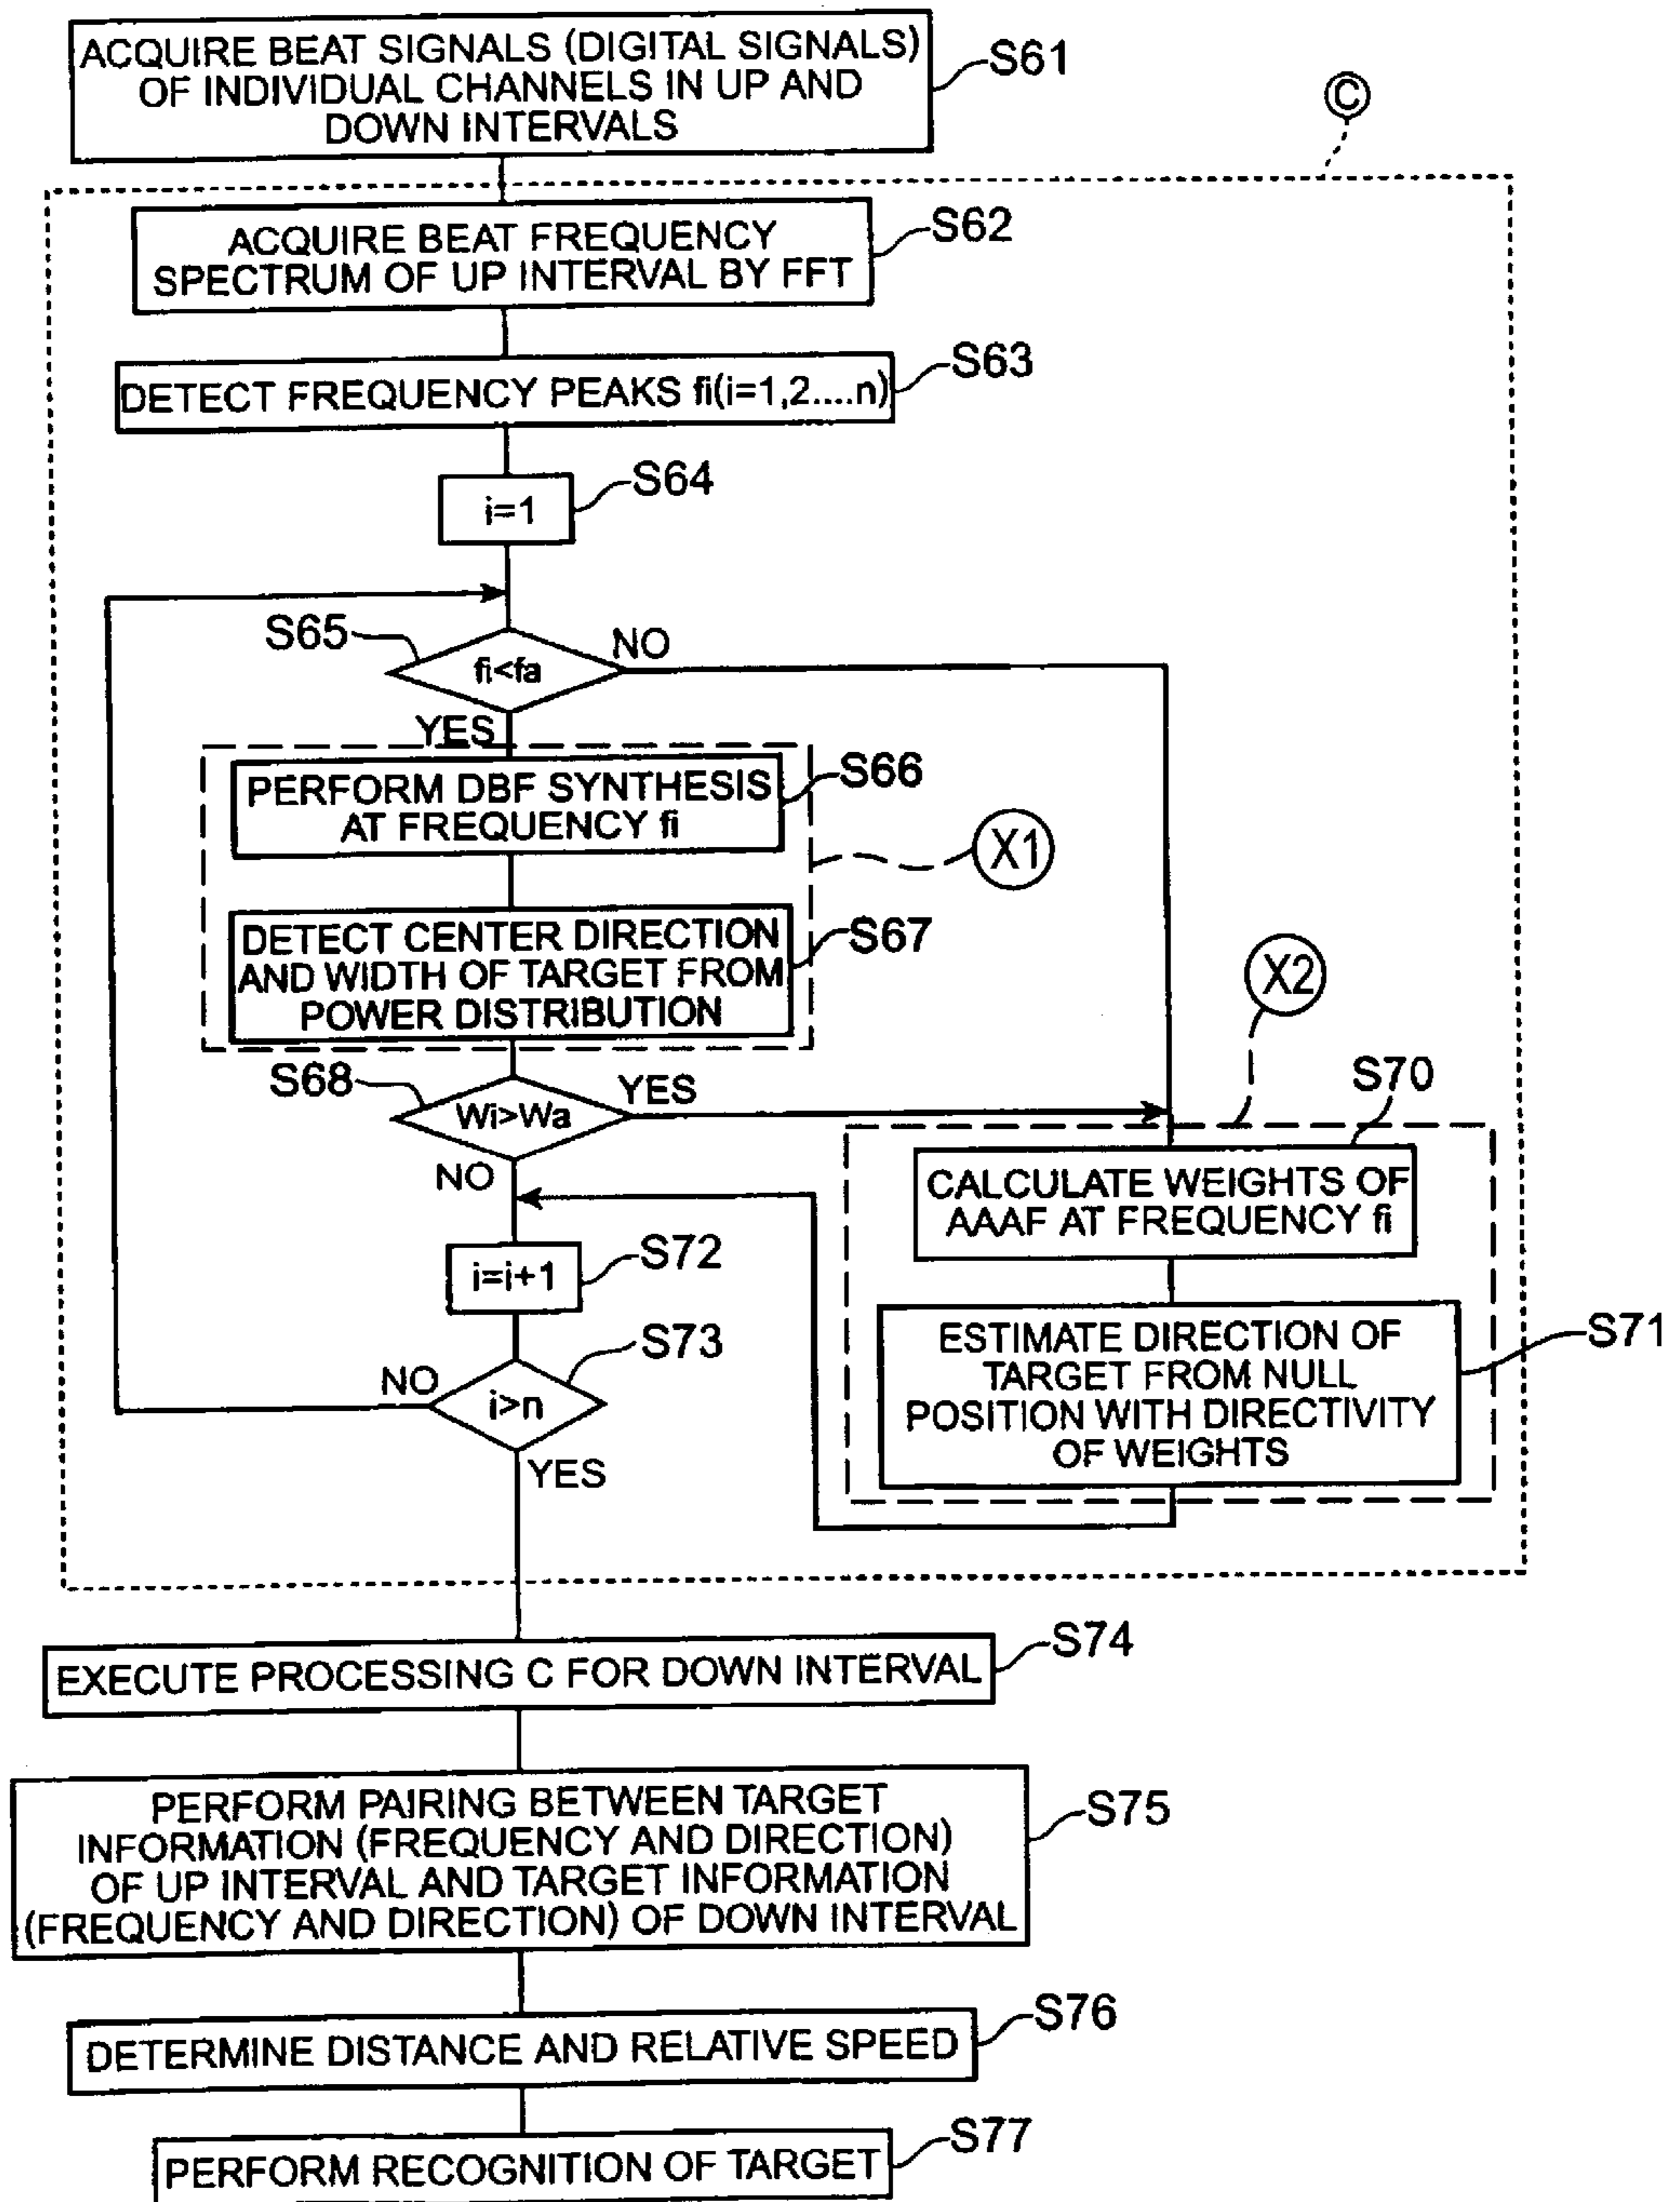 ACQUIRE BEAT SIGNALS (DIGITAL SIGNALS)
OF INDIVIDUAL CHANNELS IN UP AND
DOWN INTERVALS
S61
©
ACQUIRE BEAT FREQUENCY
SPECTRUM OF UP INTERVAL BY FFT
S62
DETECT FREQUENCY PEAKS fi(i=1,2....n)
S63
i=1
S64
S65
fi<fa
NO
YES
PERFORM DBF SYNTHESIS
AT FREQUENCY fi
S66
X1
DETECT CENTER DIRECTION
AND WIDTH OF TARGET FROM
POWER DISTRIBUTION
S67
X2
S68
Wi>Wa
YES
NO
S70
CALCULATE WEIGHTS OF
AAAF AT FREQUENCY fi
i=i+1
S72
ESTIMATE DIRECTION OF
TARGET FROM NULL
POSITION WITH DIRECTIVITY
OF WEIGHTS
S71
S73
NO
i>n
YES
EXECUTE PROCESSING C FOR DOWN INTERVAL
S74
PERFORM PAIRING BETWEEN TARGET
INFORMATION (FREQUENCY AND DIRECTION)
OF UP INTERVAL AND TARGET INFORMATION
(FREQUENCY AND DIRECTION) OF DOWN INTERVAL
S75
DETERMINE DISTANCE AND RELATIVE SPEED
S76
PERFORM RECOGNITION OF TARGET
S77